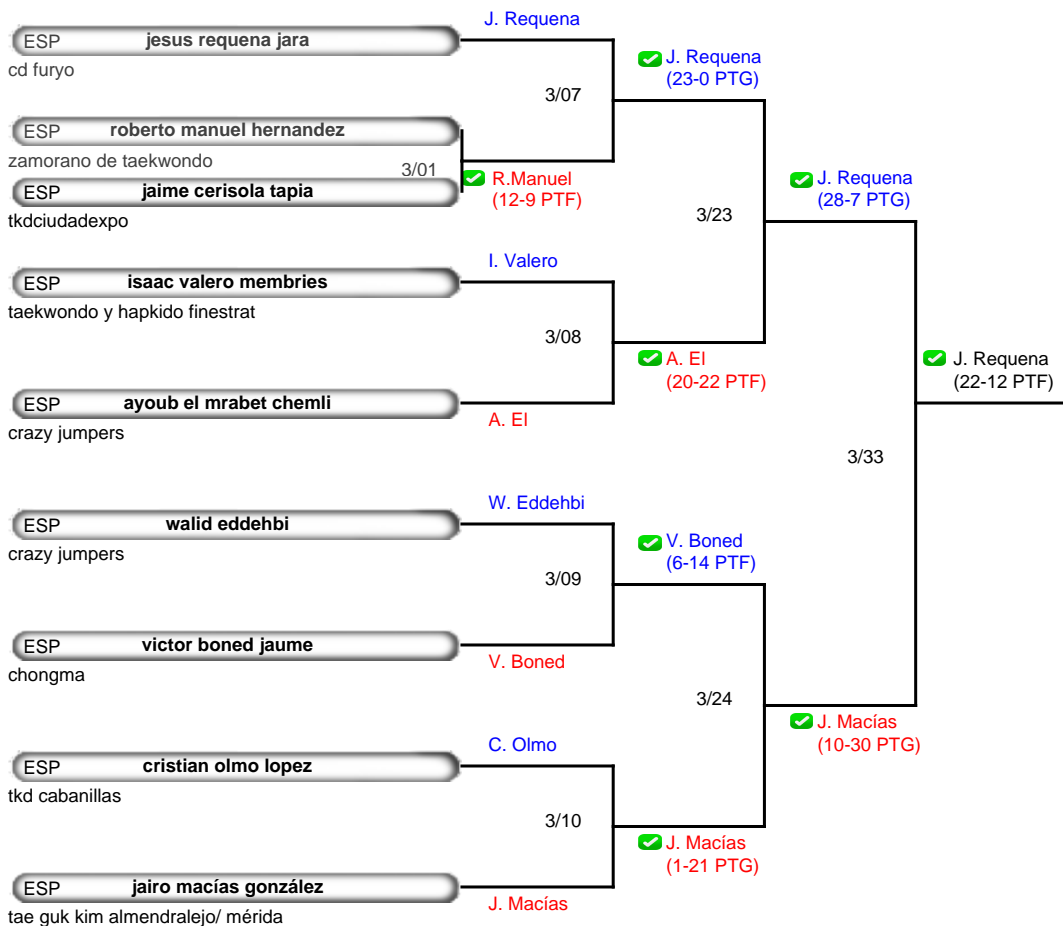 J. Requena
ESP jesus requena jara
cd furyo
J. Requena
(23-0 PTG)
3/07
ESP roberto manuel hernandez
zamorano de taekwondo
3/01
R.Manuel
(12-9 PTF)
ESP jaime cerisola tapia
tkdciudadexpo
J. Requena
(28-7 PTG)
3/23
I. Valero
ESP isaac valero membries
taekwondo y hapkido finestrat
3/08
A. El
(20-22 PTF)
J. Requena
(22-12 PTF)
ESP ayoub el mrabet chemli
crazy jumpers
A. El
3/33
W. Eddehbi
ESP walid eddehbi
crazy jumpers
V. Boned
(6-14 PTF)
3/09
ESP victor boned jaume
chongma
V. Boned
3/24
J. Macías
(10-30 PTG)
C. Olmo
ESP cristian olmo lopez
tkd cabanillas
3/10
J. Macías
(1-21 PTG)
ESP jairo macías gonzález
tae guk kim almendralejo/ mérida
J. Macías